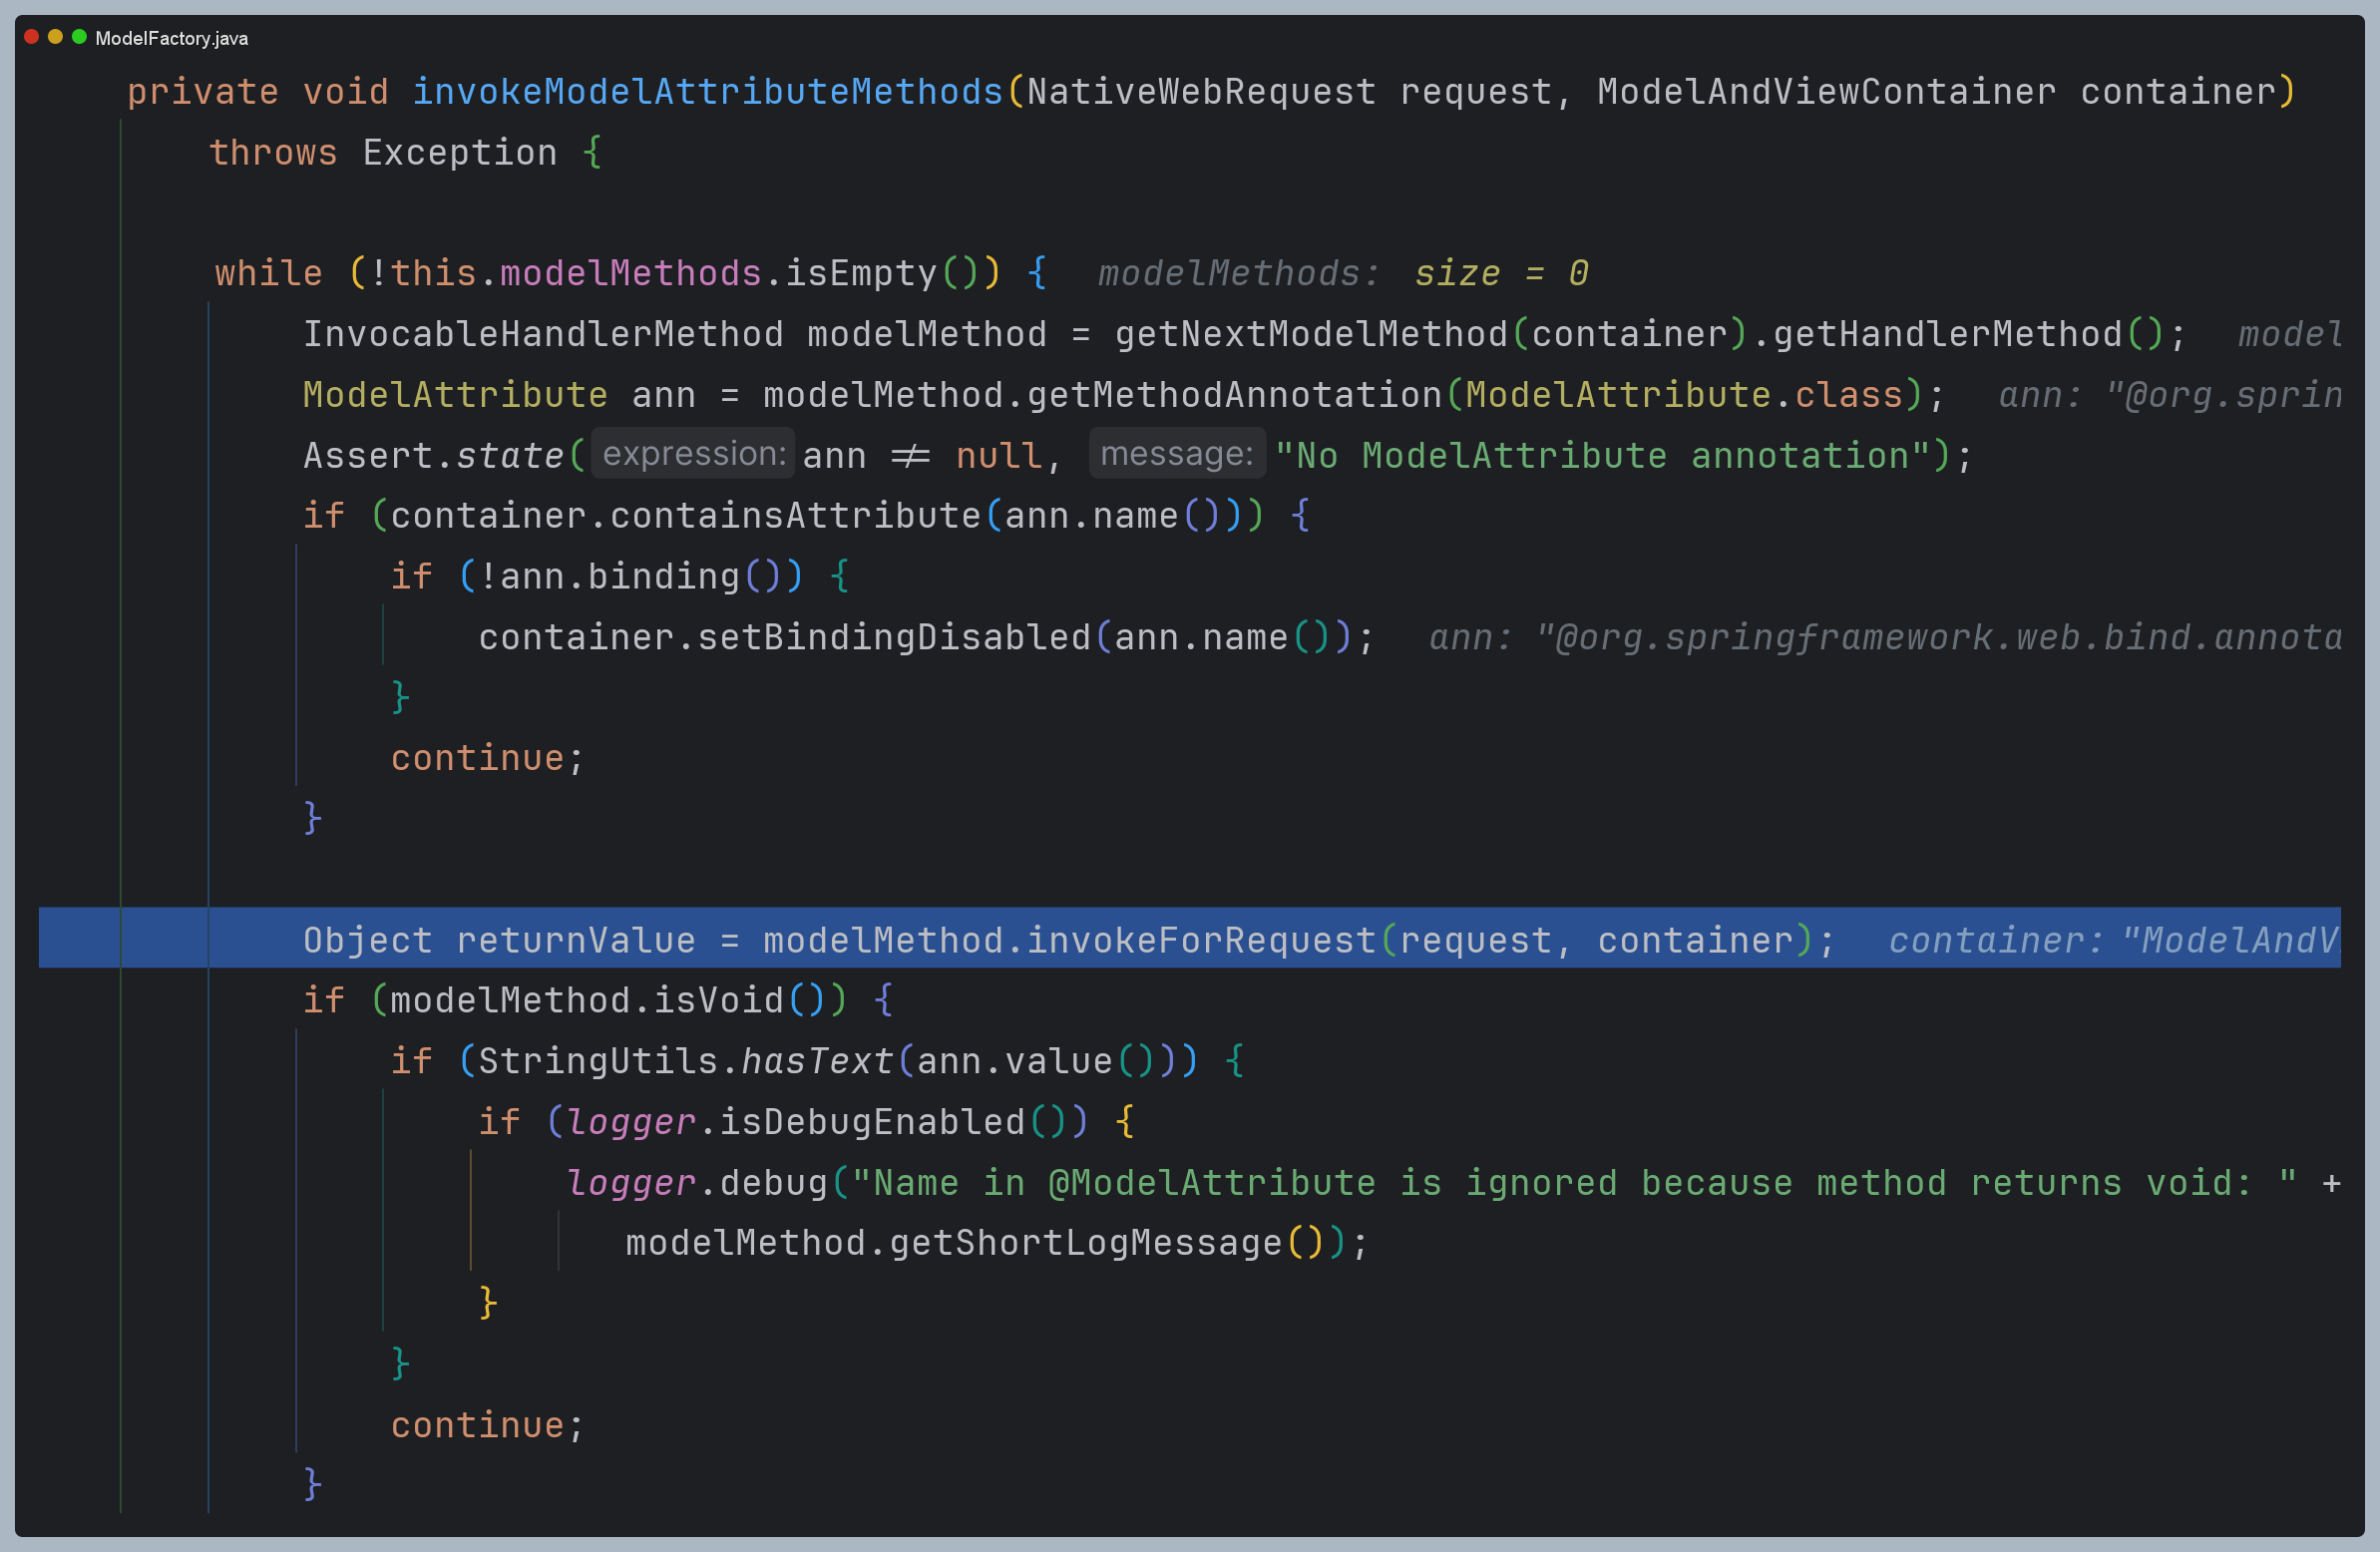 ModelFactory.java
private void invokeModelAttributeMethods(NativeWebRequest request, ModelAndViewContainer container)
throws Exception {
while (!this.modelMethods.isEmpty()) { modelMethods: size = 0
InvocableHandlerMethod modelMethod = getNextModelMethod(container).getHandlerMethod(); model
ModelAttribute ann = modelMethod.getMethodAnnotation(ModelAttribute.class); ann: "@org.sprin
Assert.state( expression: ann != null, message: "No ModelAttribute annotation");
if (container.containsAttribute(ann.name())) {
if (!ann.binding()) {
container.setBindingDisabled(ann.name()); ann: "@org.springframework.web.bind.annota
}
continue;
}
Object returnValue = modelMethod.invokeForRequest(request, container); container: "ModelAndV
if (modelMethod.isVoid()) {
if (StringUtils.hasText(ann.value())) {
if (logger.isDebugEnabled()) {
logger.debug("Name in @ModelAttribute is ignored because method returns void: " +
modelMethod.getShortLogMessage());
}
}
continue;
}